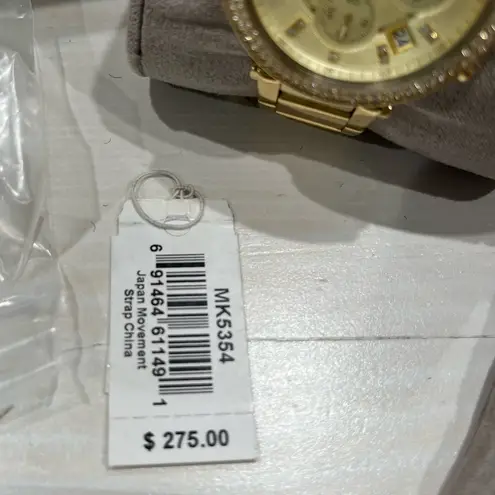 MK5354
6 91464 61149 1
Japan Movement
Strap China
$ 275.00